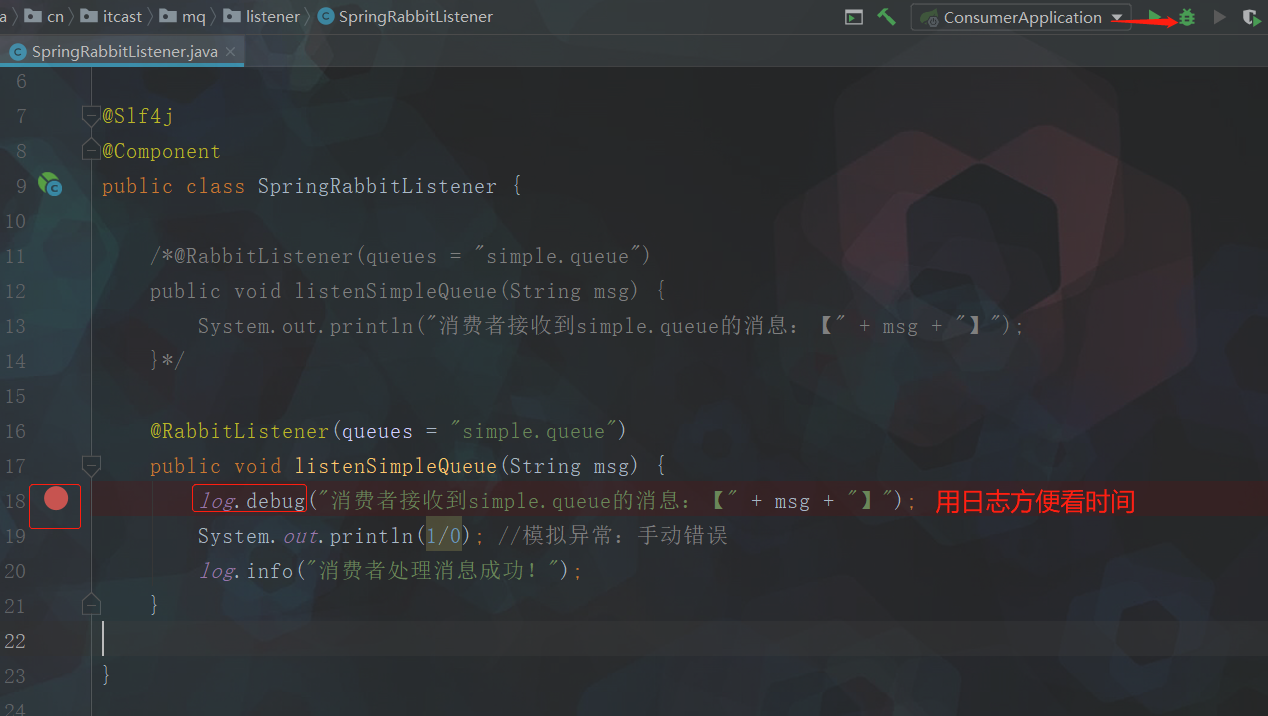 a cn itcast mq listener SpringRabbitListener ConsumerApplication
SpringRabbitListener.java
6
7 @Slf4j
8 @Component
9 public class SpringRabbitListener {
10
11 /*@RabbitListener(queues = "simple.queue")
12 public void listenSimpleQueue(String msg) {
13 System.out.println("消费者接收到simple.queue的消息：【" + msg + "】");
14 }*/
15
16 @RabbitListener(queues = "simple.queue")
17 public void listenSimpleQueue(String msg) {
18 log.debug("消费者接收到simple.queue的消息：【" + msg + "】"); 用日志方便看时间
19 System.out.println(1/0); //模拟异常：手动错误
20 log.info("消费者处理消息成功！");
21 }
22
23 }
24